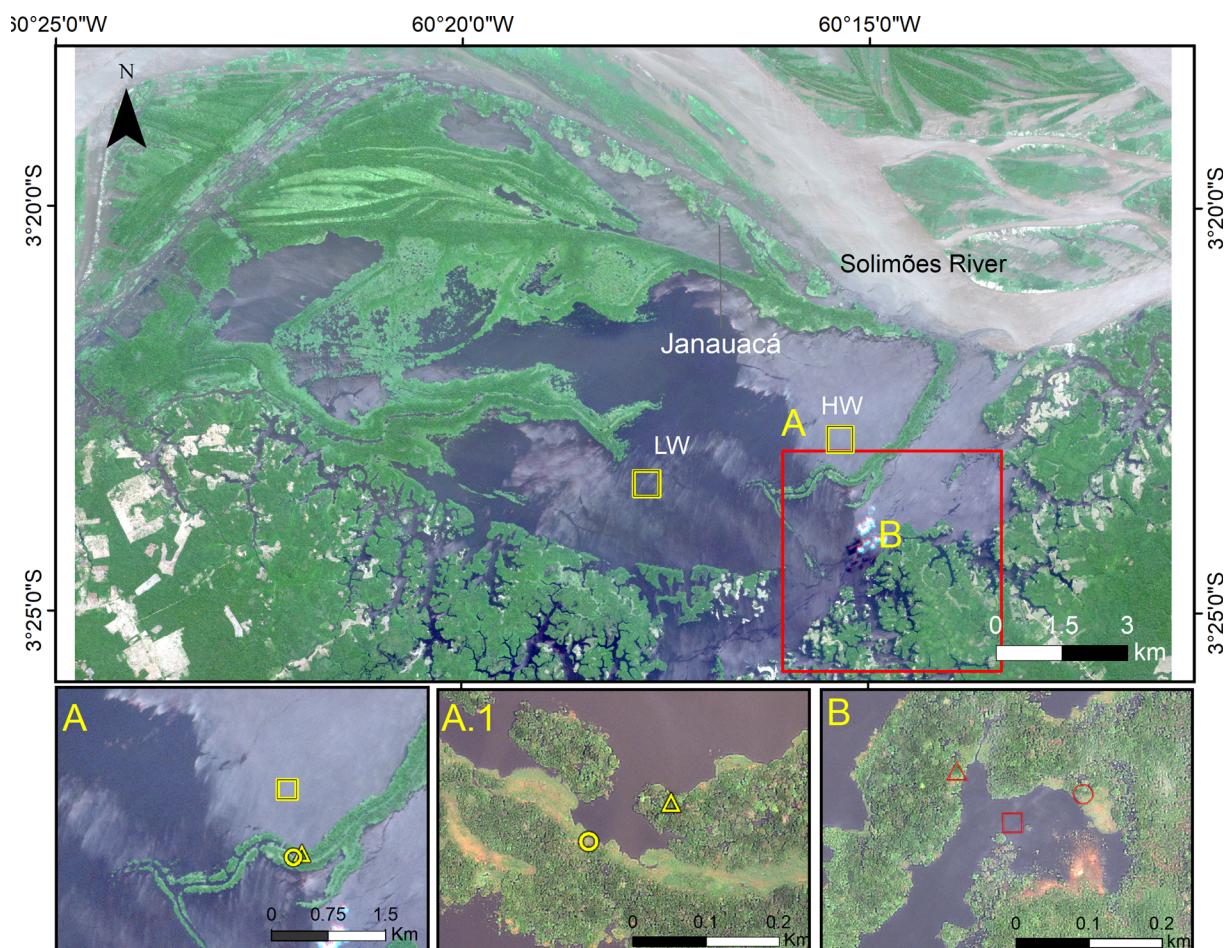 60°25'0"W 60°20'0"W 60°15'0"W
N
3°20'0"S 3°20'0"S
Solimões River
Janauacá
HW
A
LW
B
3°25'0"S 3°25'0"S
0 1.5 3
km
A A.1 B
0 0.75 1.5
Km
0 0.1 0.2
Km
0 0.1 0.2
Km